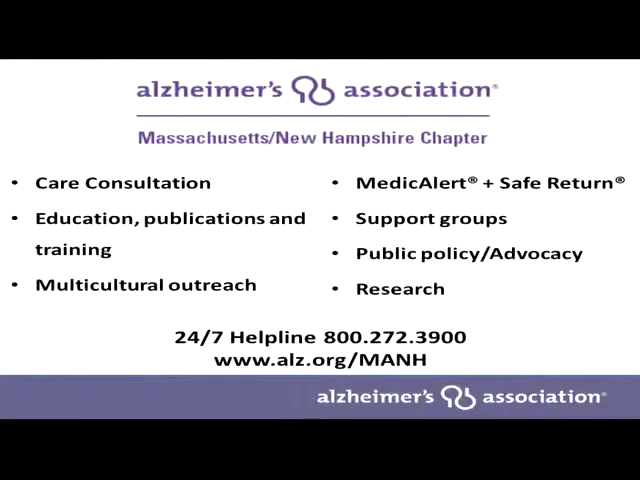 alzheimer's association®
Massachusetts/New Hampshire Chapter
• Care Consultation
• Education, publications and
training
• Multicultural outreach
• MedicAlert® + Safe Return®
• Support groups
• Public policy/Advocacy
• Research
24/7 Helpline 800.272.3900
www.alz.org/MANH
alzheimer's association®